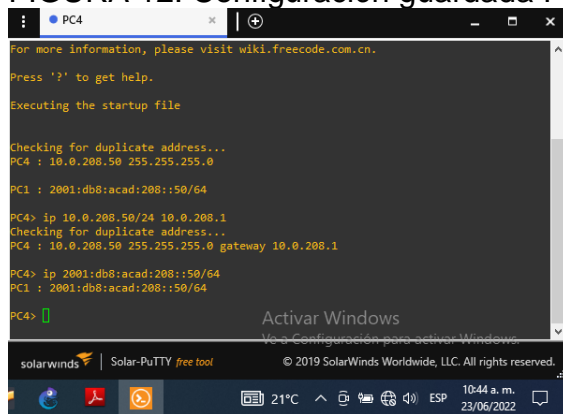 PC4
For more information, please visit wiki.freecode.com.cn.
Press '?' to get help.
Executing the startup file
Checking for duplicate address...
PC4 : 10.0.208.50 255.255.255.0
PC1 : 2001:db8:acad:208::50/64
PC4> ip 10.0.208.50/24 10.0.208.1
Checking for duplicate address...
PC4 : 10.0.208.50 255.255.255.0 gateway 10.0.208.1
PC4> ip 2001:db8:acad:208::50/64
PC1 : 2001:db8:acad:208::50/64
PC4>
Activar Windows
Ve a Configuración para activar Windows.
solarwinds Solar-PuTTY free tool © 2019 SolarWinds Worldwide, LLC. All rights reserved.
21°C ESP 10:44 a. m.
23/06/2022